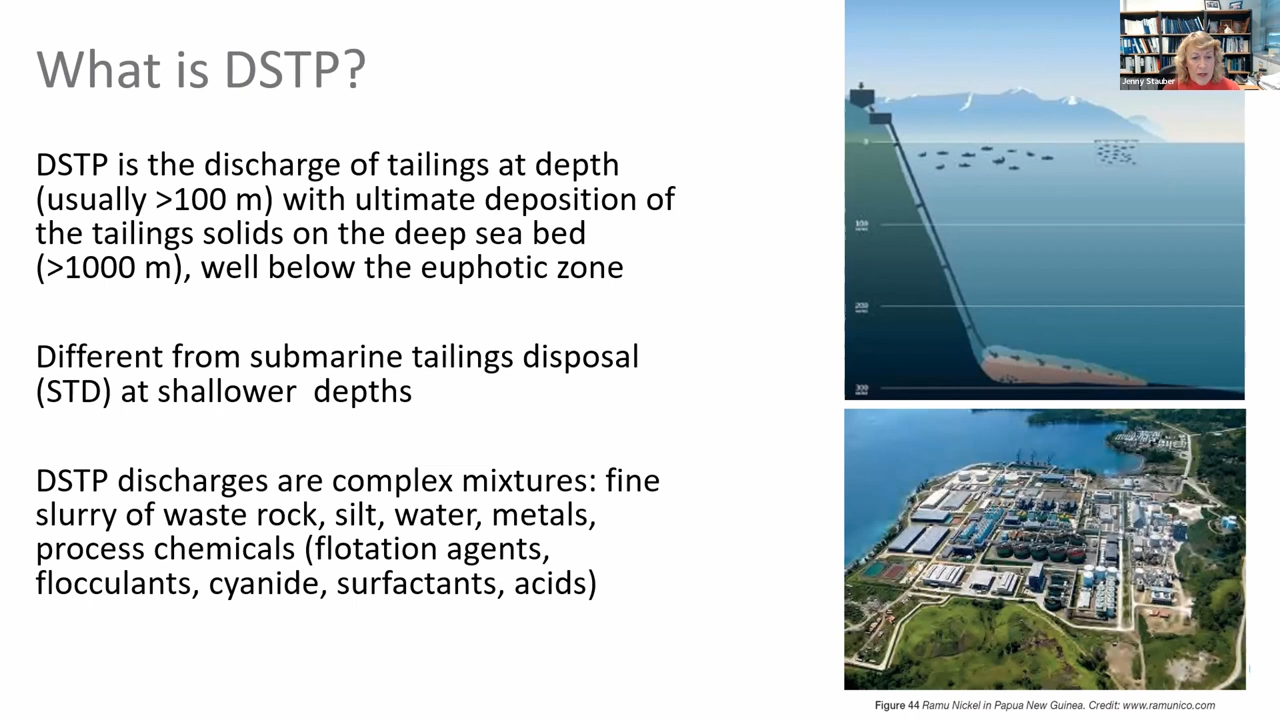 What is DSTP?
DSTP is the discharge of tailings at depth
(usually >100 m) with ultimate deposition of
the tailings solids on the deep sea bed
(>1000 m), well below the euphotic zone
Different from submarine tailings disposal
(STD) at shallower  depths
DSTP discharges are complex mixtures: fine
slurry of waste rock, silt, water, metals,
process chemicals (flotation agents,
flocculants, cyanide, surfactants, acids)
Jenny Stauber
Figure 44 Ramu Nickel in Papua New Guinea. Credit: www.ramunico.com